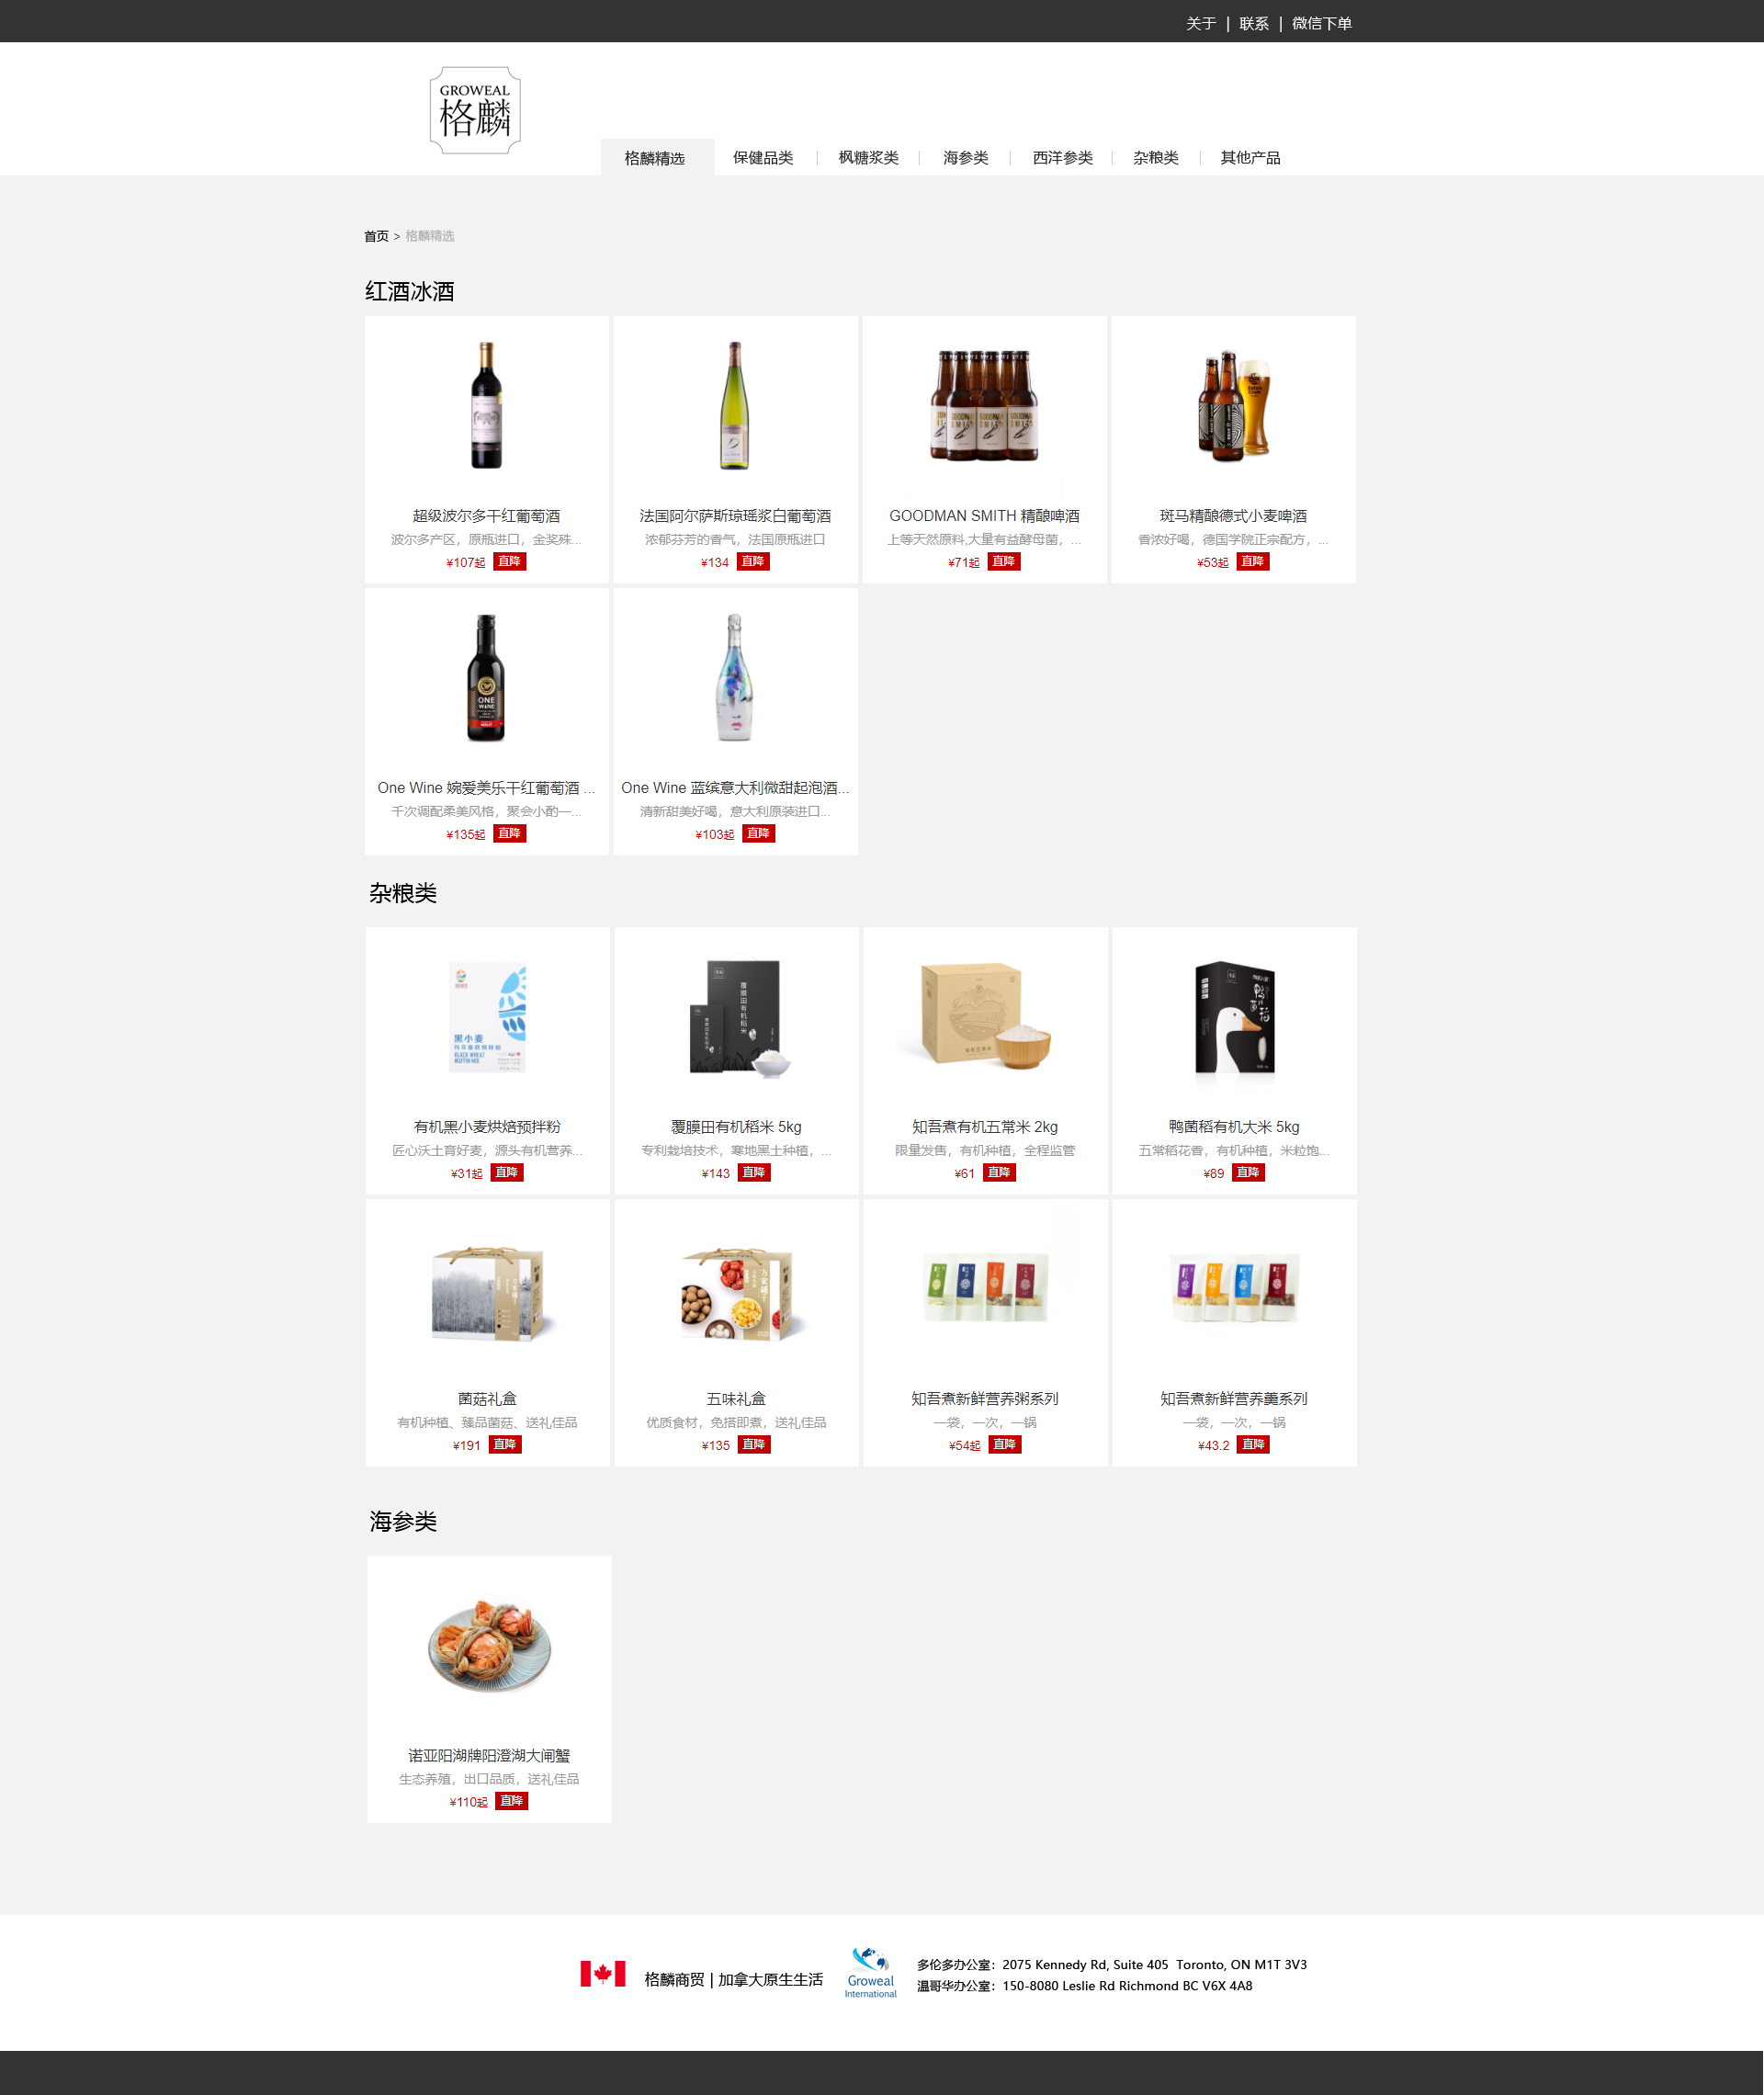 关于 | 联系 | 微信下单
GROWEAL
格麟
格麟精选 保健品类 枫糖浆类 海参类 西洋参类 杂粮类 其他产品
首页 > 格麟精选
红酒冰酒
GOODMAN SMITH
超级波尔多干红葡萄酒
波尔多产区，原瓶进口，金奖殊...
¥107起 直降
法国阿尔萨斯琼瑶浆白葡萄酒
浓郁芬芳的香气，法国原瓶进口
¥134 直降
GOODMAN SMITH 精酿啤酒
上等天然原料,大量有益酵母菌，...
¥71起 直降
斑马精酿德式小麦啤酒
香浓好喝，德国学院正宗配方，...
¥53起 直降
ONE
WINE
One Wine 婉爱美乐干红葡萄酒 ...
千次调配柔美风格，聚会小酌一...
¥135起 直降
One Wine 蓝缤意大利微甜起泡酒...
清新甜美好喝，意大利原装进口...
¥103起 直降
杂粮类
黑小麦
BLACK WHEAT
MUFFIN MIX
覆膜田有机稻米
鸭菌稻
有机黑小麦烘焙预拌粉
匠心沃土育好麦，源头有机营养...
¥31起 直降
覆膜田有机稻米 5kg
专利栽培技术，寒地黑土种植，...
¥143 直降
知吾煮有机五常米 2kg
限量发售，有机种植，全程监管
¥61 直降
鸭菌稻有机大米 5kg
五常稻花香，有机种植，米粒饱...
¥89 直降
菌菇礼盒
有机种植、臻品菌菇、送礼佳品
¥191 直降
五味礼盒
优质食材，免搭即煮，送礼佳品
¥135 直降
知吾煮新鲜营养粥系列
一袋，一次，一锅
¥54起 直降
知吾煮新鲜营养羹系列
一袋，一次，一锅
¥43.2 直降
海参类
诺亚阳湖牌阳澄湖大闸蟹
生态养殖，出口品质，送礼佳品
¥110起 直降
格麟商贸 | 加拿大原生生活
Groweal
International
多伦多办公室：2075 Kennedy Rd, Suite 405 Toronto, ON M1T 3V3
温哥华办公室：150-8080 Leslie Rd Richmond BC V6X 4A8